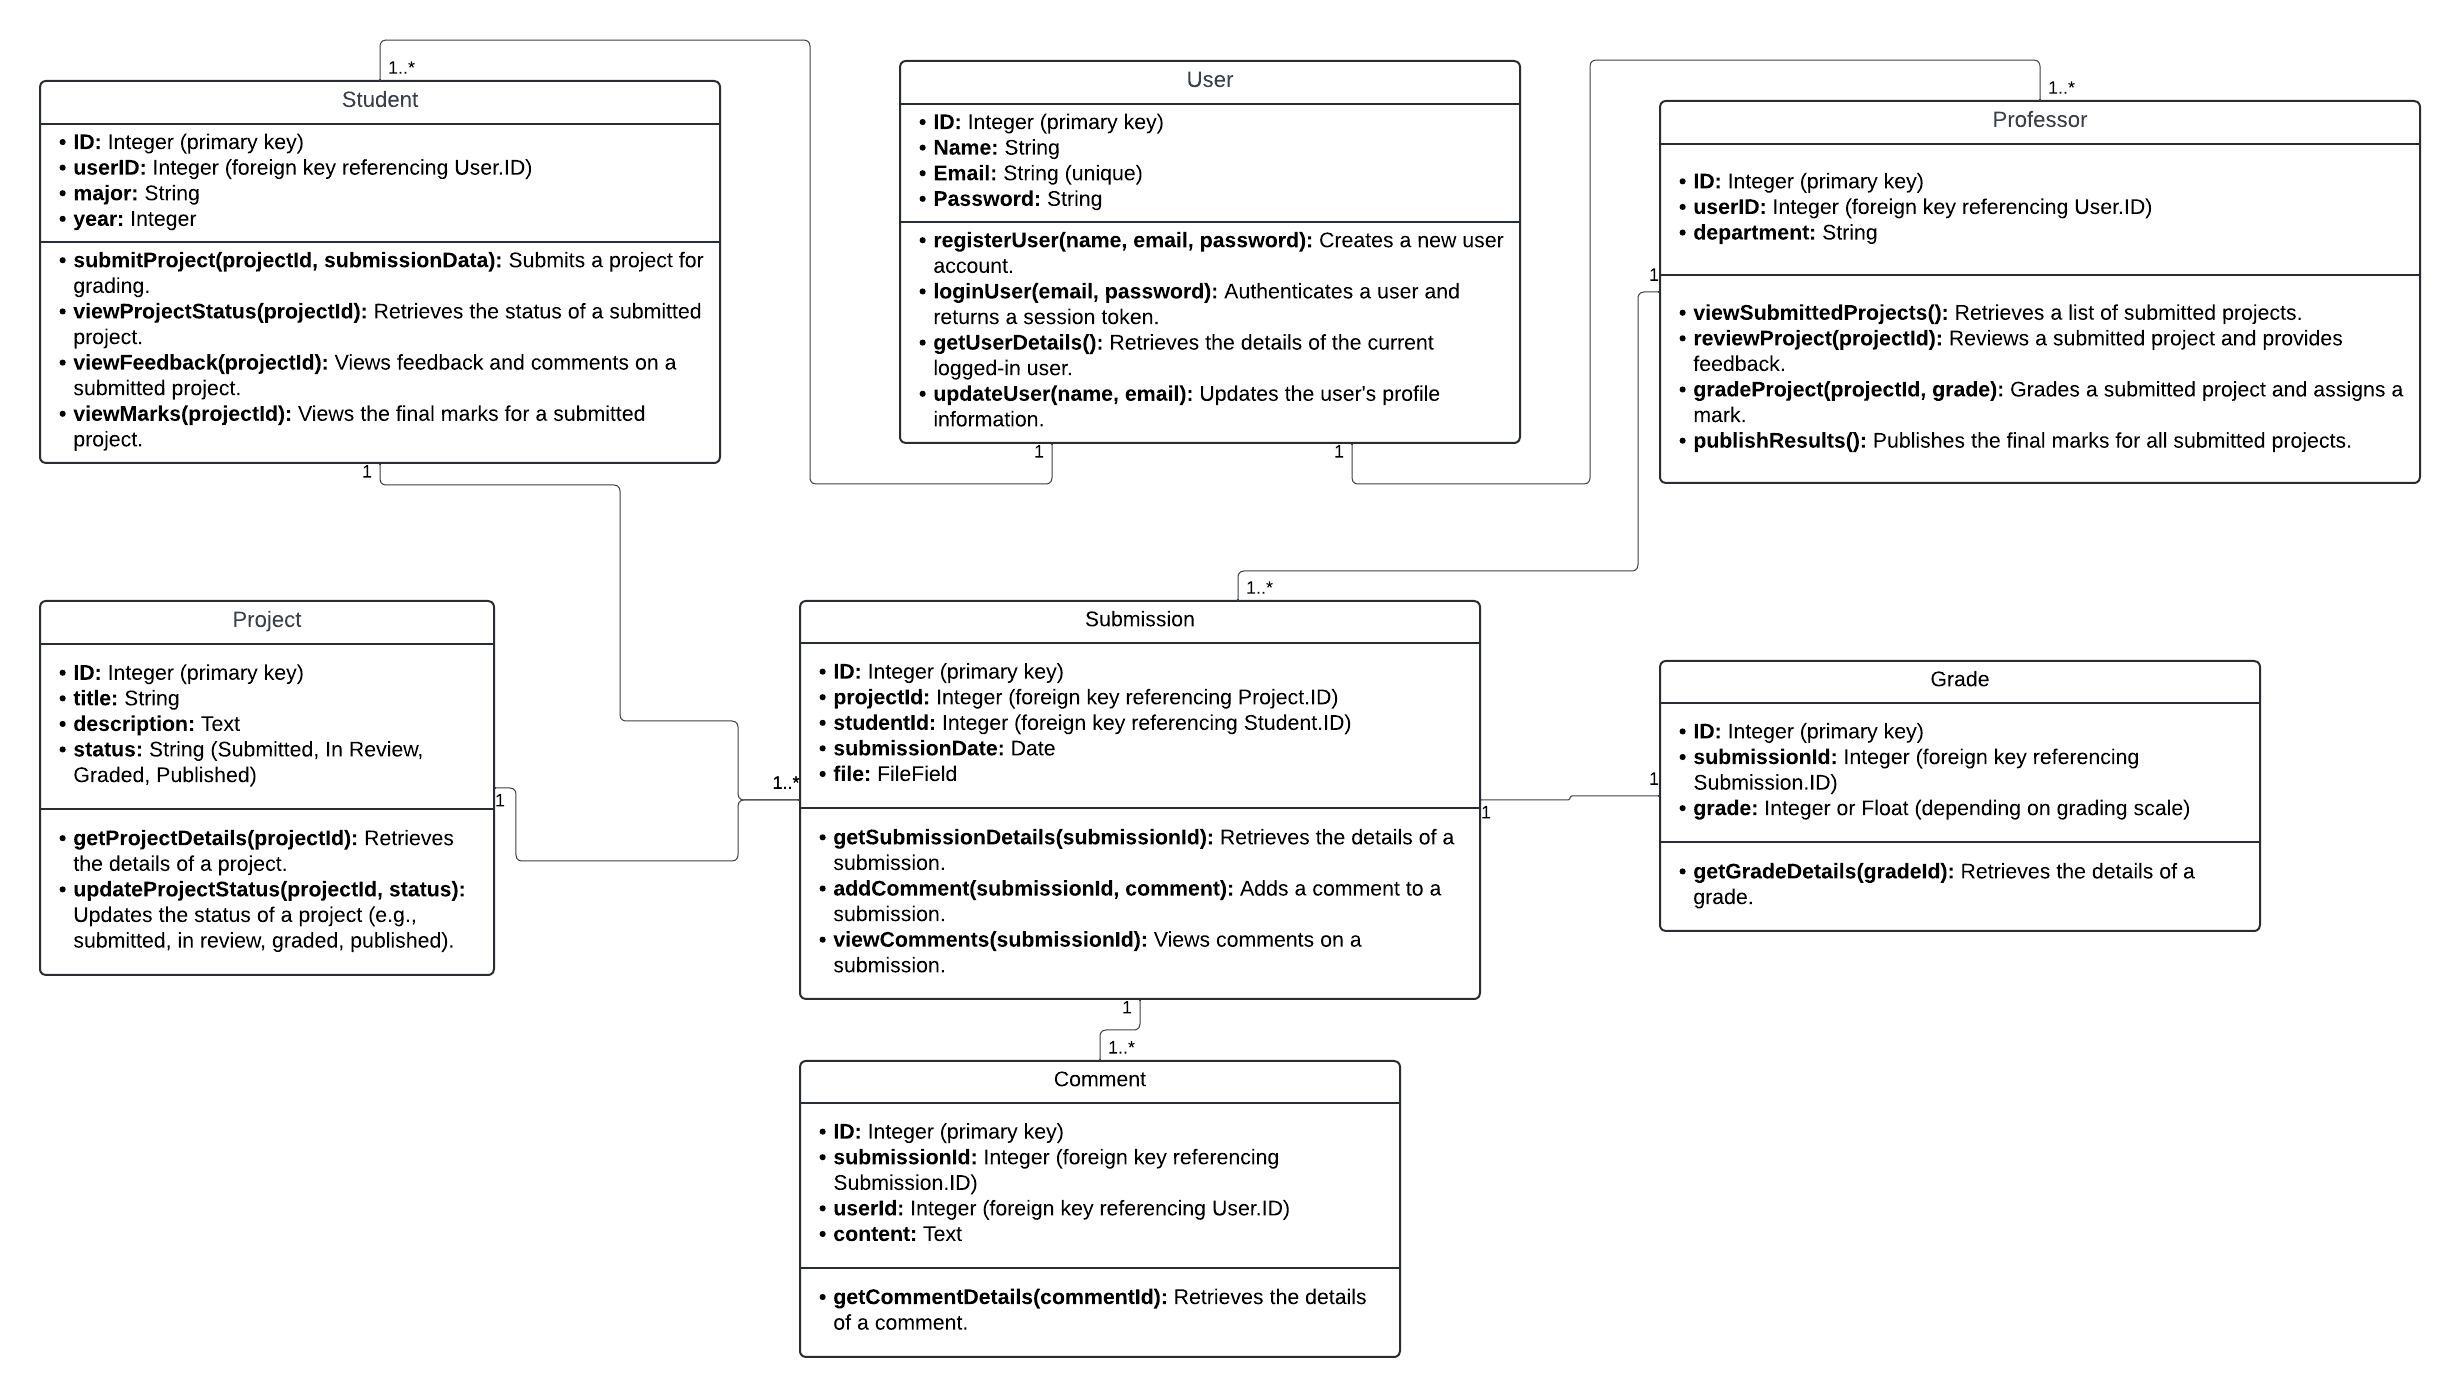 1..*
Student
• ID: Integer (primary key)
• userID: Integer (foreign key referencing User.ID)
• major: String
• year: Integer
• submitProject(projectId, submissionData): Submits a project for
grading.
• viewProjectStatus(projectId): Retrieves the status of a submitted
project.
• viewFeedback(projectId): Views feedback and comments on a
submitted project.
• viewMarks(projectId): Views the final marks for a submitted
project.
1
User
• ID: Integer (primary key)
• Name: String
• Email: String (unique)
• Password: String
• registerUser(name, email, password): Creates a new user
account.
• loginUser(email, password): Authenticates a user and
returns a session token.
• getUserDetails(): Retrieves the details of the current
logged-in user.
• updateUser(name, email): Updates the user's profile
information.
1
1
1..*
Professor
• ID: Integer (primary key)
• userID: Integer (foreign key referencing User.ID)
• department: String
1
• viewSubmittedProjects(): Retrieves a list of submitted projects.
• reviewProject(projectId): Reviews a submitted project and provides
feedback.
• gradeProject(projectId, grade): Grades a submitted project and assigns a
mark.
• publishResults(): Publishes the final marks for all submitted projects.
Project
• ID: Integer (primary key)
• title: String
• description: Text
• status: String (Submitted, In Review,
Graded, Published)
1
• getProjectDetails(projectId): Retrieves
the details of a project.
• updateProjectStatus(projectId, status):
Updates the status of a project (e.g.,
submitted, in review, graded, published).
1..*
Submission
• ID: Integer (primary key)
• projectId: Integer (foreign key referencing Project.ID)
• studentId: Integer (foreign key referencing Student.ID)
• submissionDate: Date
• file: FileField
1..*
1
• getSubmissionDetails(submissionId): Retrieves the details of a
submission.
• addComment(submissionId, comment): Adds a comment to a
submission.
• viewComments(submissionId): Views comments on a
submission.
1
Grade
• ID: Integer (primary key)
• submissionId: Integer (foreign key referencing
Submission.ID)
• grade: Integer or Float (depending on grading scale)
1
• getGradeDetails(gradeId): Retrieves the details of a
grade.
1..*
Comment
• ID: Integer (primary key)
• submissionId: Integer (foreign key referencing
Submission.ID)
• userId: Integer (foreign key referencing User.ID)
• content: Text
• getCommentDetails(commentId): Retrieves the details
of a comment.